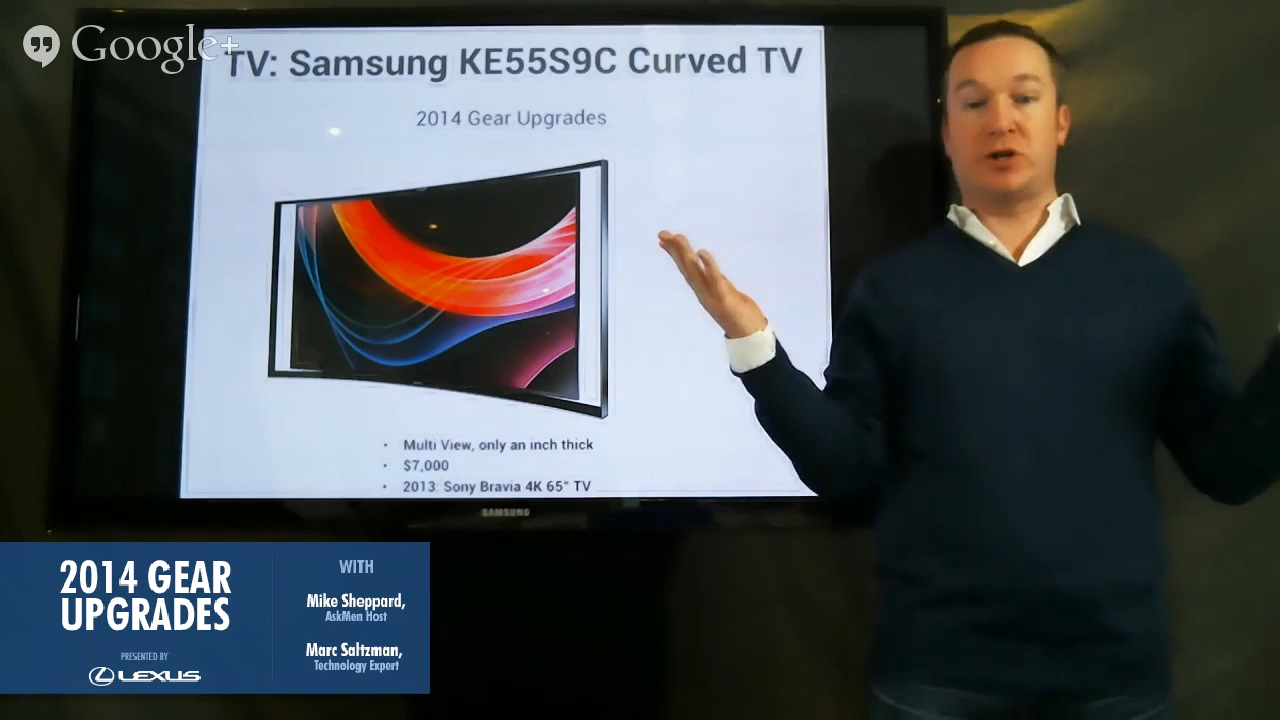 Google+
TV: Samsung KE55S9C Curved TV
2014 Gear Upgrades
• Multi View, only an inch thick
• $7,000
• 2013: Sony Bravia 4K 65” TV
SAMSUNG
2014 GEAR
UPGRADES
PRESENTED BY
LEXUS
WITH
Mike Sheppard,
AskMen Host
Marc Saltzman,
Technology Expert